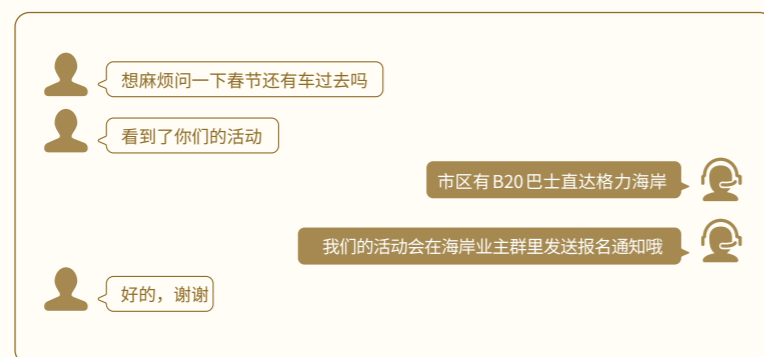 想麻烦问一下春节还有车过去吗
看到了你们的活动
市区有B20巴士直达格力海岸
我们的活动会在海岸业主群里发送报名通知哦
好的，谢谢